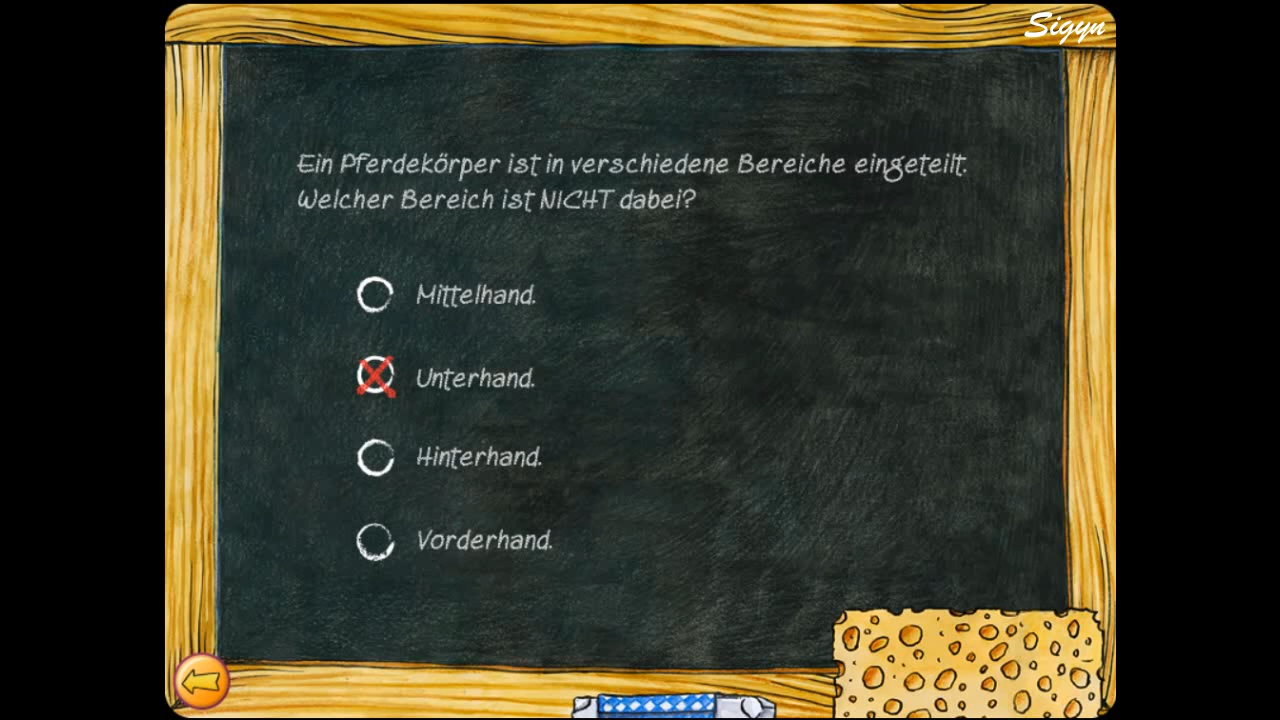 Sigyn
Ein Pferdekörper ist in verschiedene Bereiche eingeteilt.
Welcher Bereich ist NICHT dabei?
Mittelhand.
Unterhand.
Hinterhand.
Vorderhand.